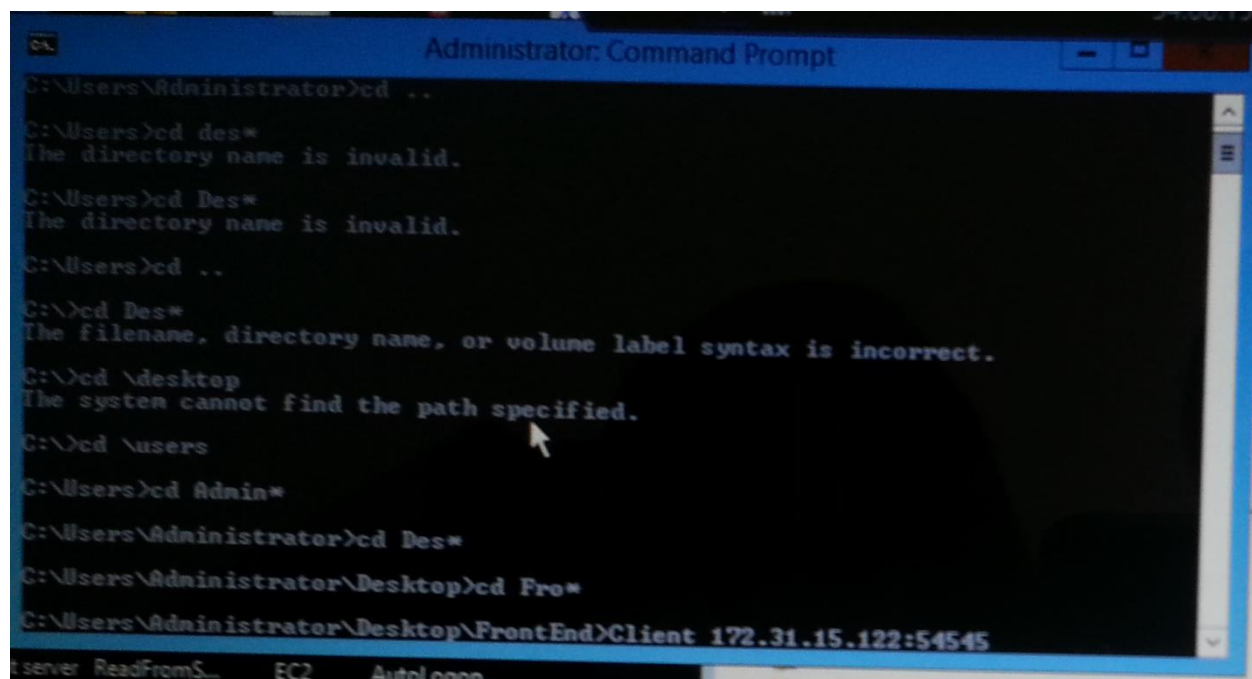 Administrator: Command Prompt
C:\Users\Administrator>cd ..
C:\Users>cd des*
The directory name is invalid.
C:\Users>cd Des*
The directory name is invalid.
C:\Users>cd ..
C:\>cd Des*
The filename, directory name, or volume label syntax is incorrect.
C:\>cd \desktop
The system cannot find the path specified.
C:\>cd \users
C:\Users>cd Admin*
C:\Users\Administrator>cd Des*
C:\Users\Administrator\Desktop>cd Fro*
C:\Users\Administrator\Desktop\FrontEnd>Client 172.31.15.122:54545
t server ReadFromS... EC2 AutoLogon